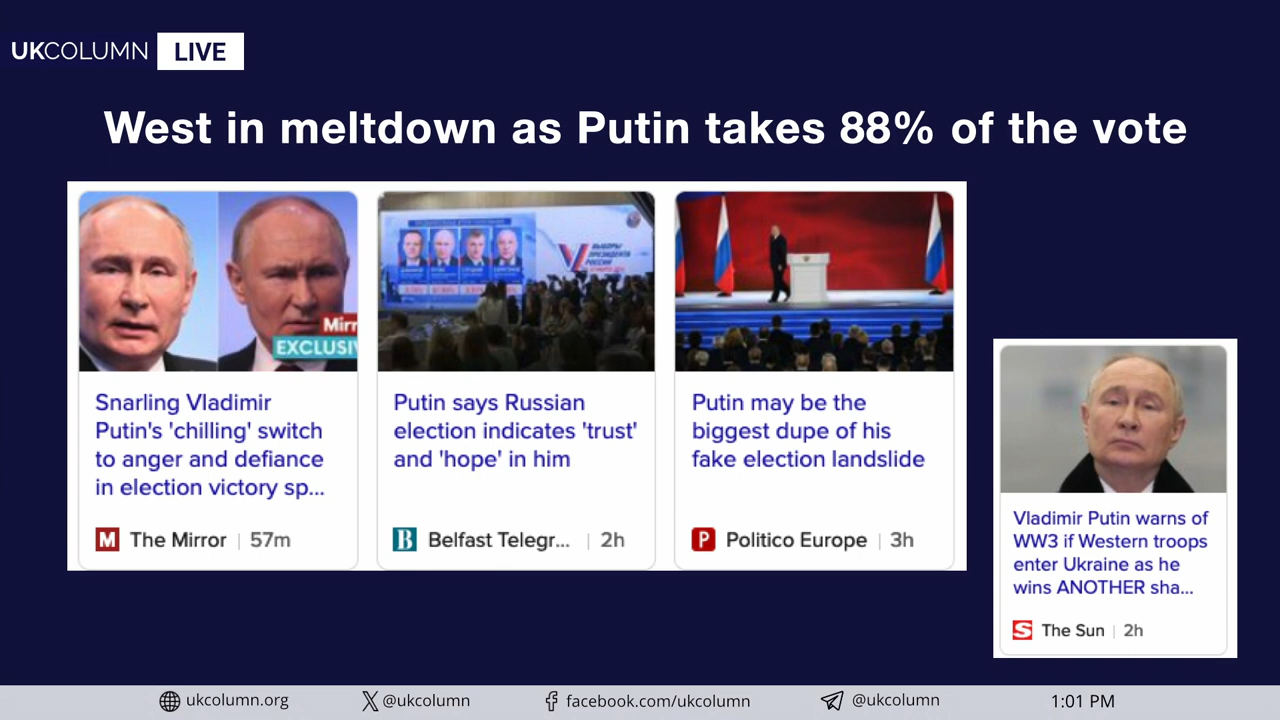 UKCOLUMN LIVE
West in meltdown as Putin takes 88% of the vote
Mirr
EXCLUSIV
ВЫБОРЫ
ПРЕЗИДЕНТА
РОССИИ
Snarling Vladimir
Putin's 'chilling' switch
to anger and defiance
in election victory sp...
M The Mirror | 57m
Putin says Russian
election indicates 'trust'
and 'hope' in him
B Belfast Telegr... | 2h
Putin may be the
biggest dupe of his
fake election landslide
P Politico Europe | 3h
Vladimir Putin warns of
WW3 if Western troops
enter Ukraine as he
wins ANOTHER sha...
S The Sun | 2h
ukcolumn.org
@ukcolumn
facebook.com/ukcolumn
@ukcolumn
1:01 PM